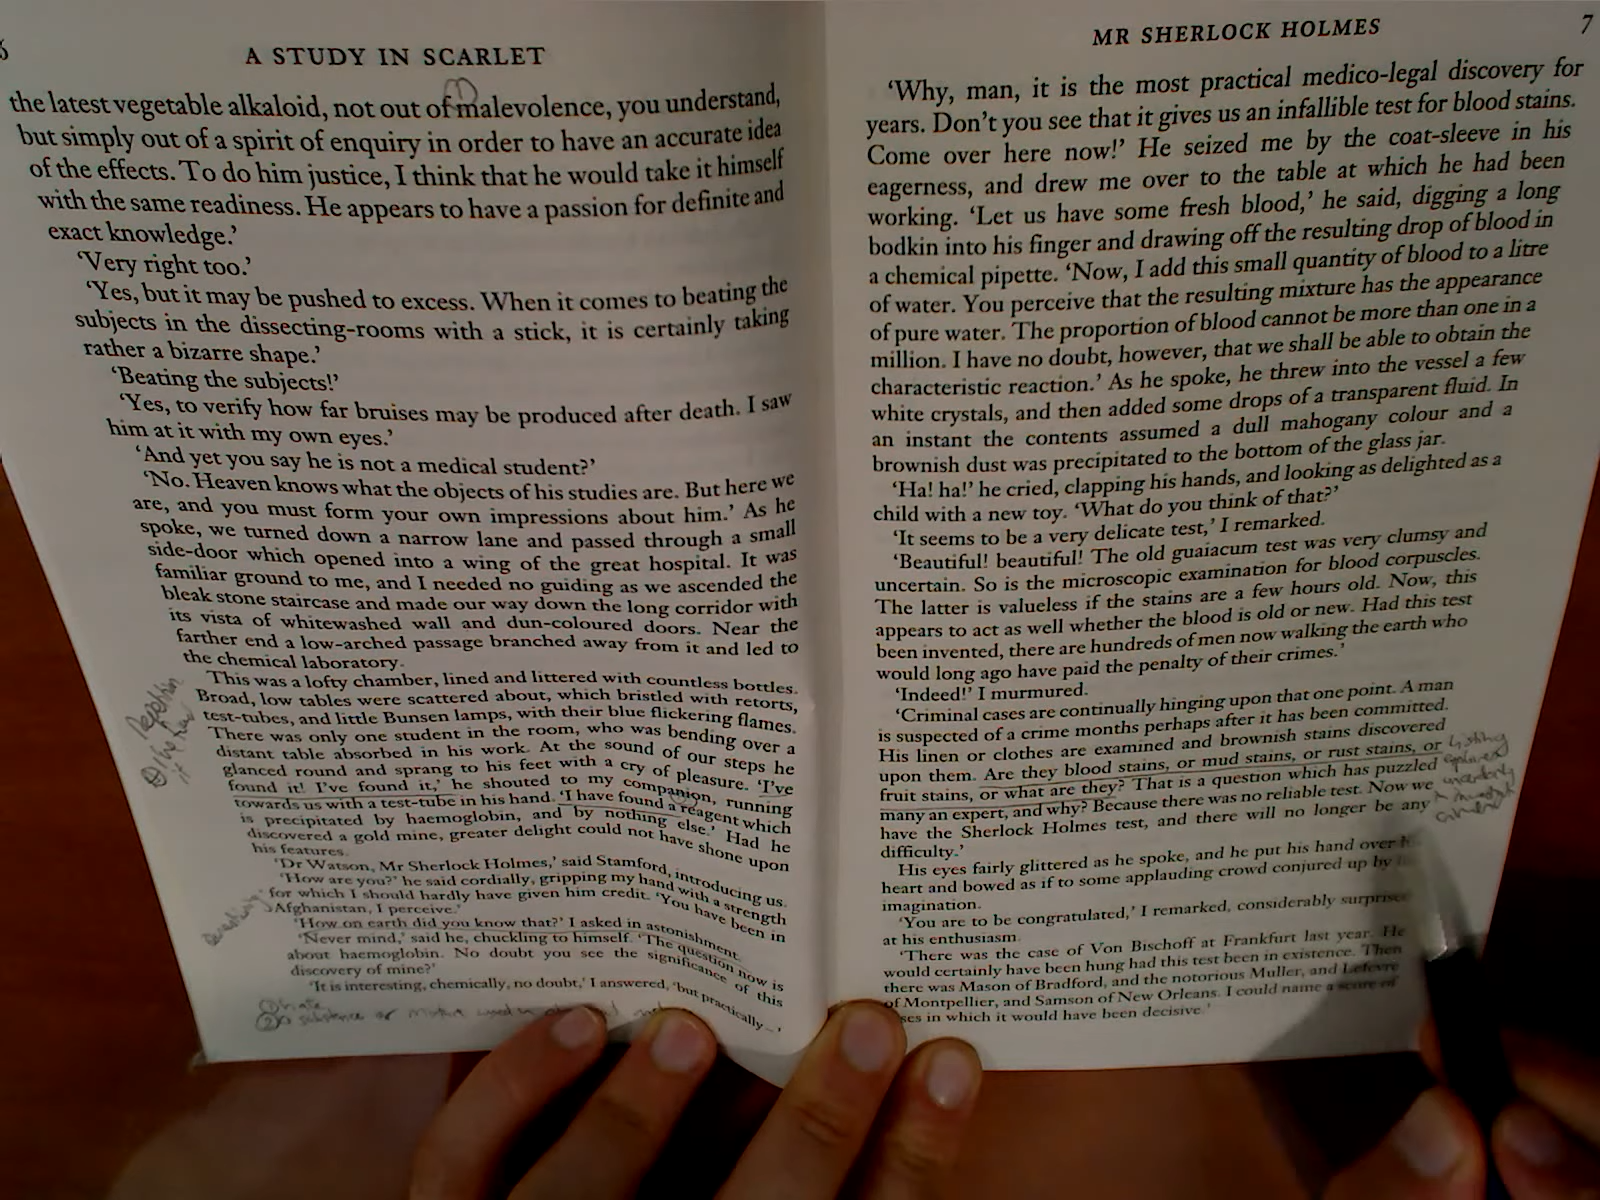 A STUDY IN SCARLET
the latest vegetable alkaloid, not out of malevolence, you understand,
but simply out of a spirit of enquiry in order to have an accurate idea
of the effects. To do him justice, I think that he would take it himself
with the same readiness. He appears to have a passion for definite and
exact knowledge.’
‘Very right too.’
‘Yes, but it may be pushed to excess. When it comes to beating the
subjects in the dissecting-rooms with a stick, it is certainly taking
rather a bizarre shape.’
‘Beating the subjects!’
‘Yes, to verify how far bruises may be produced after death. I saw
him at it with my own eyes.’
‘And yet you say he is not a medical student?’
‘No. Heaven knows what the objects of his studies are. But here we
are, and you must form your own impressions about him.’ As he
spoke, we turned down a narrow lane and passed through a small
side-door which opened into a wing of the great hospital. It was
familiar ground to me, and I needed no guiding as we ascended the
bleak stone staircase and made our way down the long corridor with
its vista of whitewashed wall and dun-coloured doors. Near the
farther end a low-arched passage branched away from it and led to
the chemical laboratory.
This was a lofty chamber, lined and littered with countless bottles.
Broad, low tables were scattered about, which bristled with retorts,
test-tubes, and little Bunsen lamps, with their blue flickering flames.
There was only one student in the room, who was bending over a
distant table absorbed in his work. At the sound of our steps he
glanced round and sprang to his feet with a cry of pleasure. ‘I’ve
found it! I’ve found it,’ he shouted to my companion, running
towards us with a test-tube in his hand. ‘I have found a reagent which
is precipitated by haemoglobin, and by nothing else.’ Had he
discovered a gold mine, greater delight could not have shone upon
his features.
‘Dr Watson, Mr Sherlock Holmes,’ said Stamford, introducing us.
‘How are you?’ he said cordially, gripping my hand with a strength
for which I should hardly have given him credit. ‘You have been in
Afghanistan, I perceive.’
‘How on earth did you know that?’ I asked in astonishment.
‘Never mind,’ said he, chuckling to himself. ‘The question now is
about haemoglobin. No doubt you see the significance of this
discovery of mine?’
‘It is interesting, chemically, no doubt,’ I answered, ‘but practically...’
Repetition
MR SHERLOCK HOLMES 7
‘Why, man, it is the most practical medico-legal discovery for
years. Don’t you see that it gives us an infallible test for blood stains.
Come over here now!’ He seized me by the coat-sleeve in his
eagerness, and drew me over to the table at which he had been
working. ‘Let us have some fresh blood,’ he said, digging a long
bodkin into his finger and drawing off the resulting drop of blood in
a chemical pipette. ‘Now, I add this small quantity of blood to a litre
of water. You perceive that the resulting mixture has the appearance
of pure water. The proportion of blood cannot be more than one in a
million. I have no doubt, however, that we shall be able to obtain the
characteristic reaction.’ As he spoke, he threw into the vessel a few
white crystals, and then added some drops of a transparent fluid. In
an instant the contents assumed a dull mahogany colour and a
brownish dust was precipitated to the bottom of the glass jar.
‘Ha! ha!’ he cried, clapping his hands, and looking as delighted as a
child with a new toy. ‘What do you think of that?’
‘It seems to be a very delicate test,’ I remarked.
‘Beautiful! beautiful! The old guaiacum test was very clumsy and
uncertain. So is the microscopic examination for blood corpuscles.
The latter is valueless if the stains are a few hours old. Now, this
appears to act as well whether the blood is old or new. Had this test
been invented, there are hundreds of men now walking the earth who
would long ago have paid the penalty of their crimes.’
‘Indeed!’ I murmured.
‘Criminal cases are continually hinging upon that one point. A man
is suspected of a crime months perhaps after it has been committed.
His linen or clothes are examined and brownish stains discovered
upon them. Are they blood stains, or mud stains, or rust stains, or
fruit stains, or what are they? That is a question which has puzzled
many an expert, and why? Because there was no reliable test. Now we
have the Sherlock Holmes test, and there will no longer be any
difficulty.’
His eyes fairly glittered as he spoke, and he put his hand over
heart and bowed as if to some applauding crowd conjured up by
imagination.
‘You are to be congratulated,’ I remarked, considerably surprised
at his enthusiasm.
‘There was the case of Von Bischoff at Frankfurt last year. He
would certainly have been hung had this test been in existence. Then
there was Mason of Bradford, and the notorious Muller, and Lefevre
of Montpellier, and Samson of New Orleans. I could name a score of
in which it would have been decisive.’